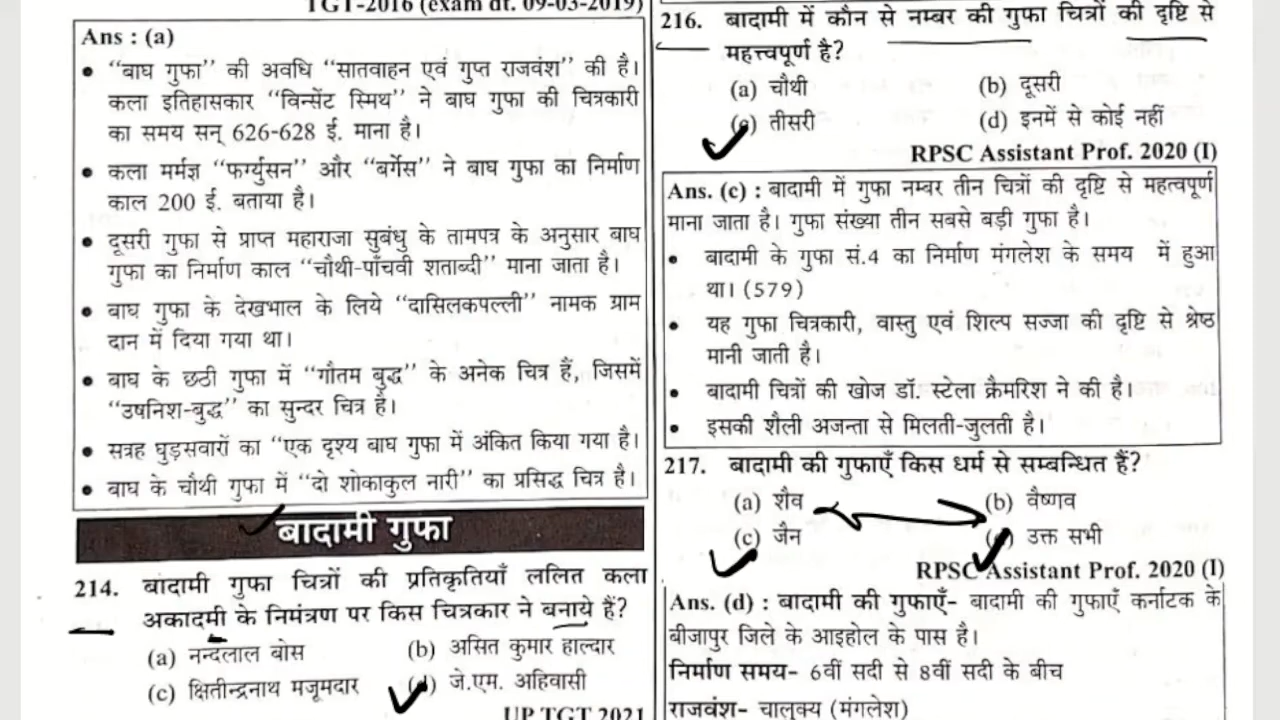 TGT-2016 (exam dt. 09-03-2019)
Ans : (a)
• “बाघ गुफा” की अवधि “सातवाहन एवं गुप्त राजवंश” की है।
कला इतिहासकार “विन्सेंट स्मिथ” ने बाघ गुफा की चित्रकारी
का समय सन् 626-628 ई. माना है।
• कला मर्मज्ञ “फर्ग्युसन” और “बर्गेस” ने बाघ गुफा का निर्माण
काल 200 ई. बताया है।
• दूसरी गुफा से प्राप्त महाराजा सुबंधु के तामपत्र के अनुसार बाघ
गुफा का निर्माण काल “चौथी-पाँचवी शताब्दी” माना जाता है।
• बाघ गुफा के देखभाल के लिये “दासिलकपल्ली” नामक ग्राम
दान में दिया गया था।
• बाघ के छठी गुफा में “गौतम बुद्ध” के अनेक चित्र हैं, जिसमें
“उषनिश-बुद्ध” का सुन्दर चित्र है।
• सत्रह घुड़सवारों का “एक दृश्य बाघ गुफा में अंकित किया गया है।
• बाघ के चौथी गुफा में “दो शोकाकुल नारी” का प्रसिद्ध चित्र है।
बादामी गुफा
214. बांदामी गुफा चित्रों की प्रतिकृतियाँ ललित कला
अकादमी के निमंत्रण पर किस चित्रकार ने बनाये हैं?
(a) नन्दलाल बोस (b) असित कुमार हाल्दार
(c) क्षितीन्द्रनाथ मजूमदार (d) जे.एम. अहिवासी
UP TGT 2021
216. बादामी में कौन से नम्बर की गुफा चित्रों की दृष्टि से
महत्त्वपूर्ण है?
(a) चौथी (b) दूसरी
(c) तीसरी (d) इनमें से कोई नहीं
RPSC Assistant Prof. 2020 (I)
Ans. (c) : बादामी में गुफा नम्बर तीन चित्रों की दृष्टि से महत्वपूर्ण
माना जाता है। गुफा संख्या तीन सबसे बड़ी गुफा है।
• बादामी के गुफा सं.4 का निर्माण मंगलेश के समय में हुआ
था। (579)
• यह गुफा चित्रकारी, वास्तु एवं शिल्प सज्जा की दृष्टि से श्रेष्ठ
मानी जाती है।
• बादामी चित्रों की खोज डॉ. स्टेला क्रैमरिश ने की है।
• इसकी शैली अजन्ता से मिलती-जुलती है।
217. बादामी की गुफाएँ किस धर्म से सम्बन्धित हैं?
(a) शैव (b) वैष्णव
(c) जैन (d) उक्त सभी
RPSC Assistant Prof. 2020 (I)
Ans. (d) : बादामी की गुफाएँ- बादामी की गुफाएँ कर्नाटक के
बीजापुर जिले के आइहोल के पास है।
निर्माण समय- 6वीं सदी से 8वीं सदी के बीच
राजवंश- चालुक्य (मंगलेश)